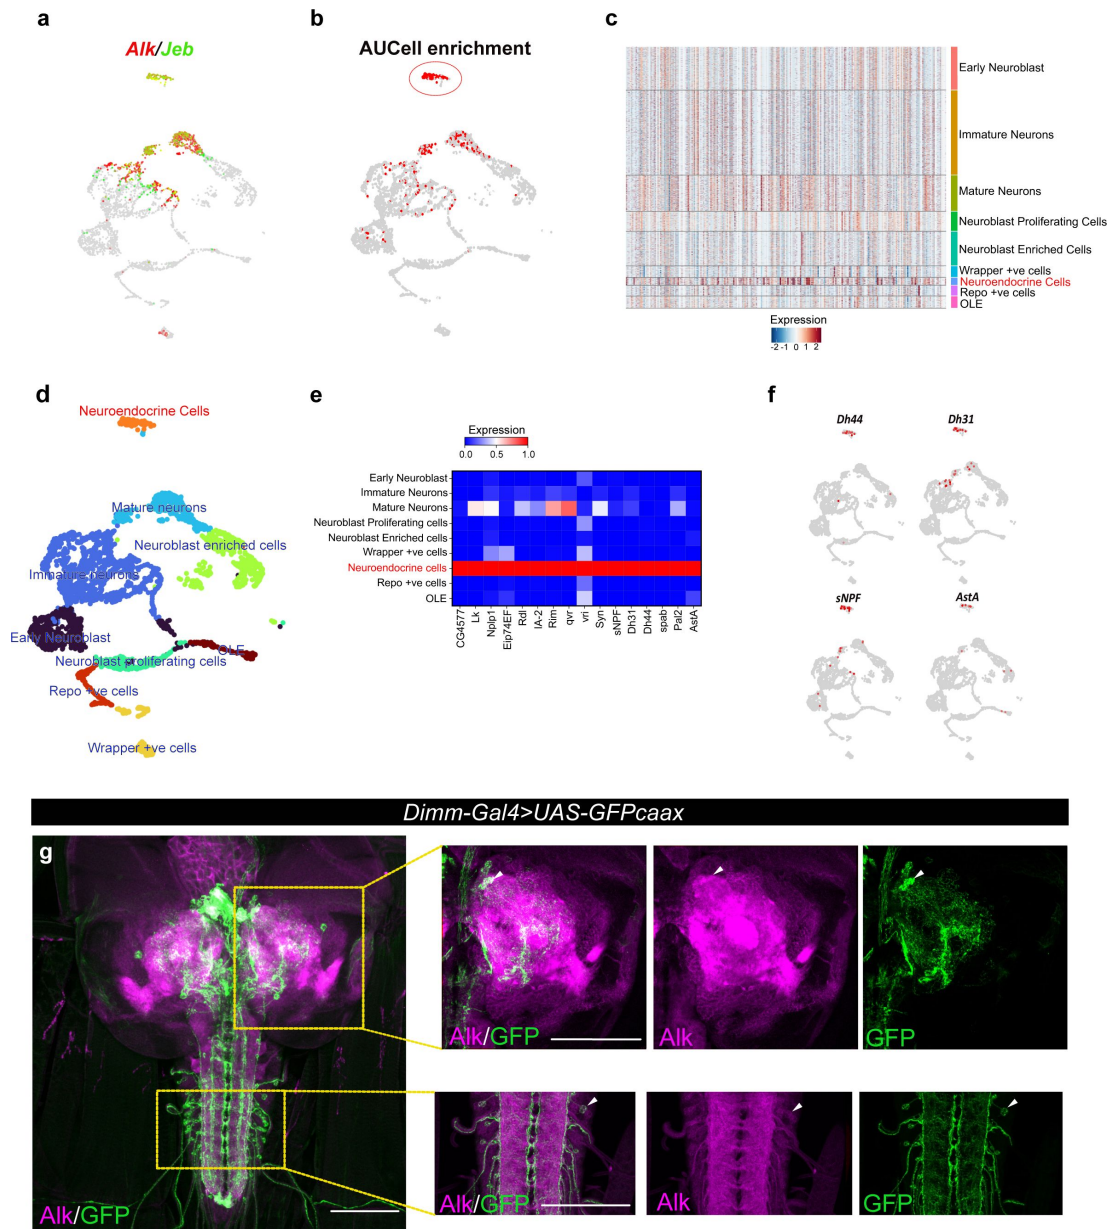 a
Alk/Jeb
b
AUCell enrichment
c
Early Neuroblast
Immature Neurons
Mature Neurons
Neuroblast Proliferating Cells
Neuroblast Enriched Cells
Wrapper +ve cells
Neuroendocrine Cells
Repo +ve cells
OLE
Expression
-2 -1 0 1 2
d
Neuroendocrine Cells
Mature neurons
Neuroblast enriched cells
Immature neurons
Early Neuroblast
OLE
Neuroblast proliferating cells
Repo +ve cells
Wrapper +ve cells
e
Expression
0.0 0.5 1.0
Early Neuroblast
Immature Neurons
Mature Neurons
Neuroblast Proliferating cells
Neuroblast Enriched cells
Wrapper +ve cells
Neuroendocrine cells
Repo +ve cells
OLE
CG4577
Lk
Nplp1
Eip74EF
Rdl
IA-2
Rim
qvr
vri
Syn
sNPF
Dh31
Dh44
spab
Pal2
AstA
f
Dh44
Dh31
sNPF
AstA
Dimm-Gal4>UAS-GFPcaax
g
Alk/GFP
Alk/GFP
Alk
GFP
Alk/GFP
Alk
GFP